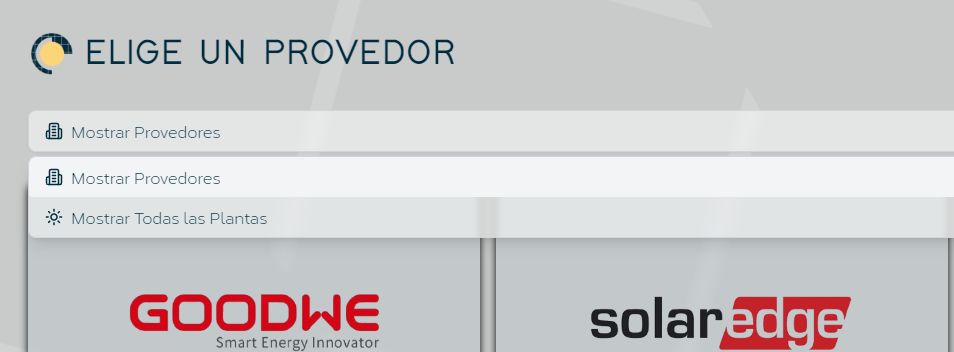 ELIGE UN PROVEDOR
Mostrar Provedores
Mostrar Provedores
Mostrar Todas las Plantas
GOODWE
Smart Energy Innovator
solaredge